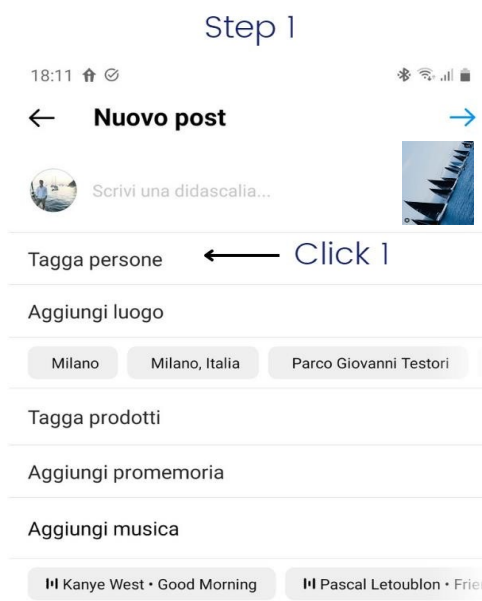 Step 1
18:11
Nuovo post
Scrivi una didascalia...
Tagga persone
Click 1
Aggiungi luogo
Milano
Milano, Italia
Parco Giovanni Testori
Tagga prodotti
Aggiungi promemoria
Aggiungi musica
Kanye West • Good Morning
Pascal Letoublon • Frie